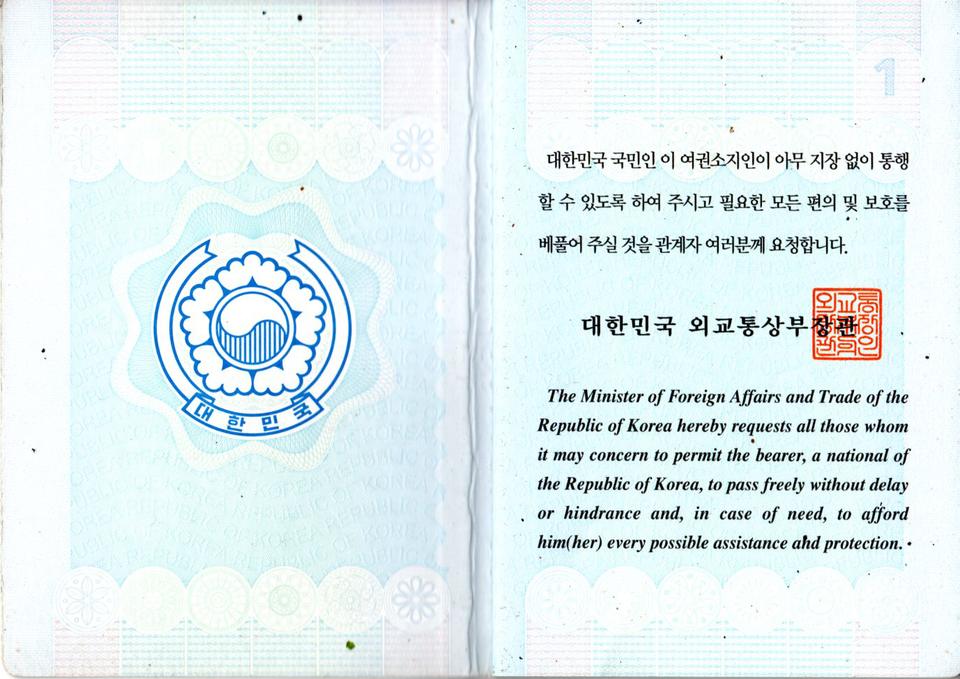 대한민국
1
대한민국 국민인 이 여권소지인이 아무 지장 없이 통행
할 수 있도록 하여 주시고 필요한 모든 편의 및 보호를
베풀어 주실 것을 관계자 여러분께 요청합니다.
대한민국 외교통상부장관
The Minister of Foreign Affairs and Trade of the
Republic of Korea hereby requests all those whom
it may concern to permit the bearer, a national of
the Republic of Korea, to pass freely without delay
or hindrance and, in case of need, to afford
him(her) every possible assistance and protection.